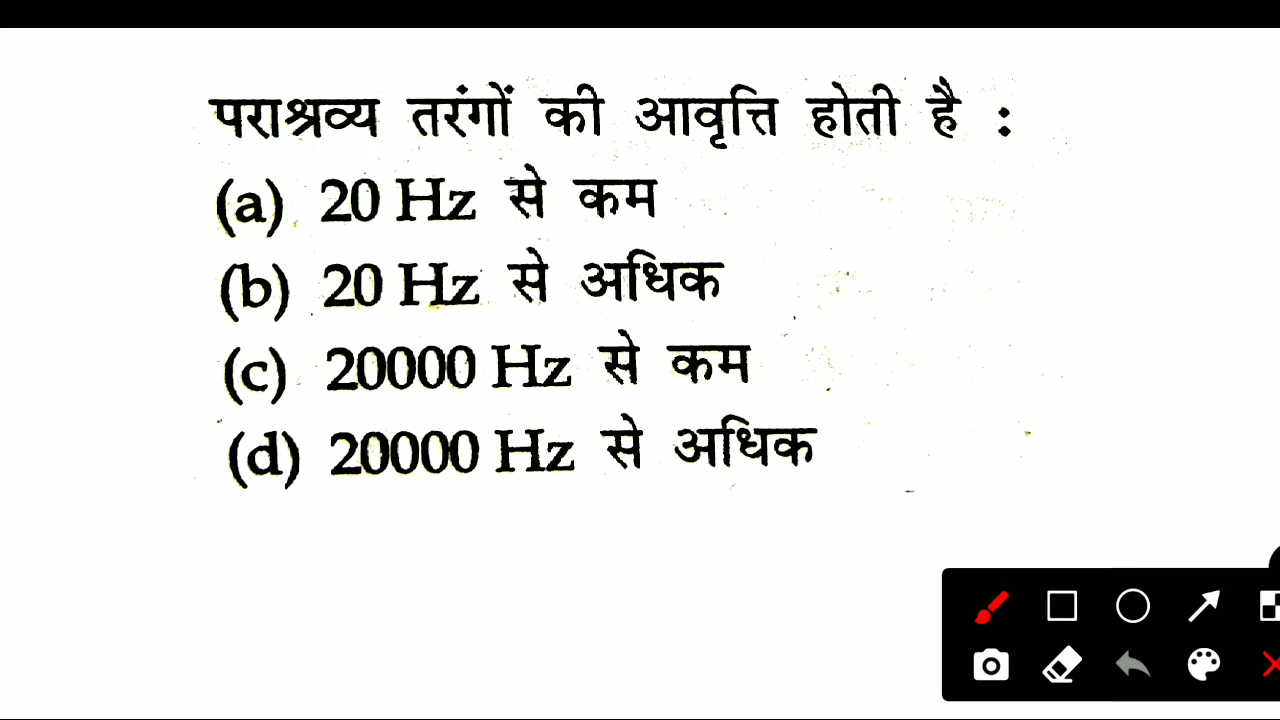 पराश्रव्य तरंगों की आवृत्ति होती है :
(a) 20 Hz से कम
(b) 20 Hz से अधिक
(c) 20000 Hz से कम
(d) 20000 Hz से अधिक